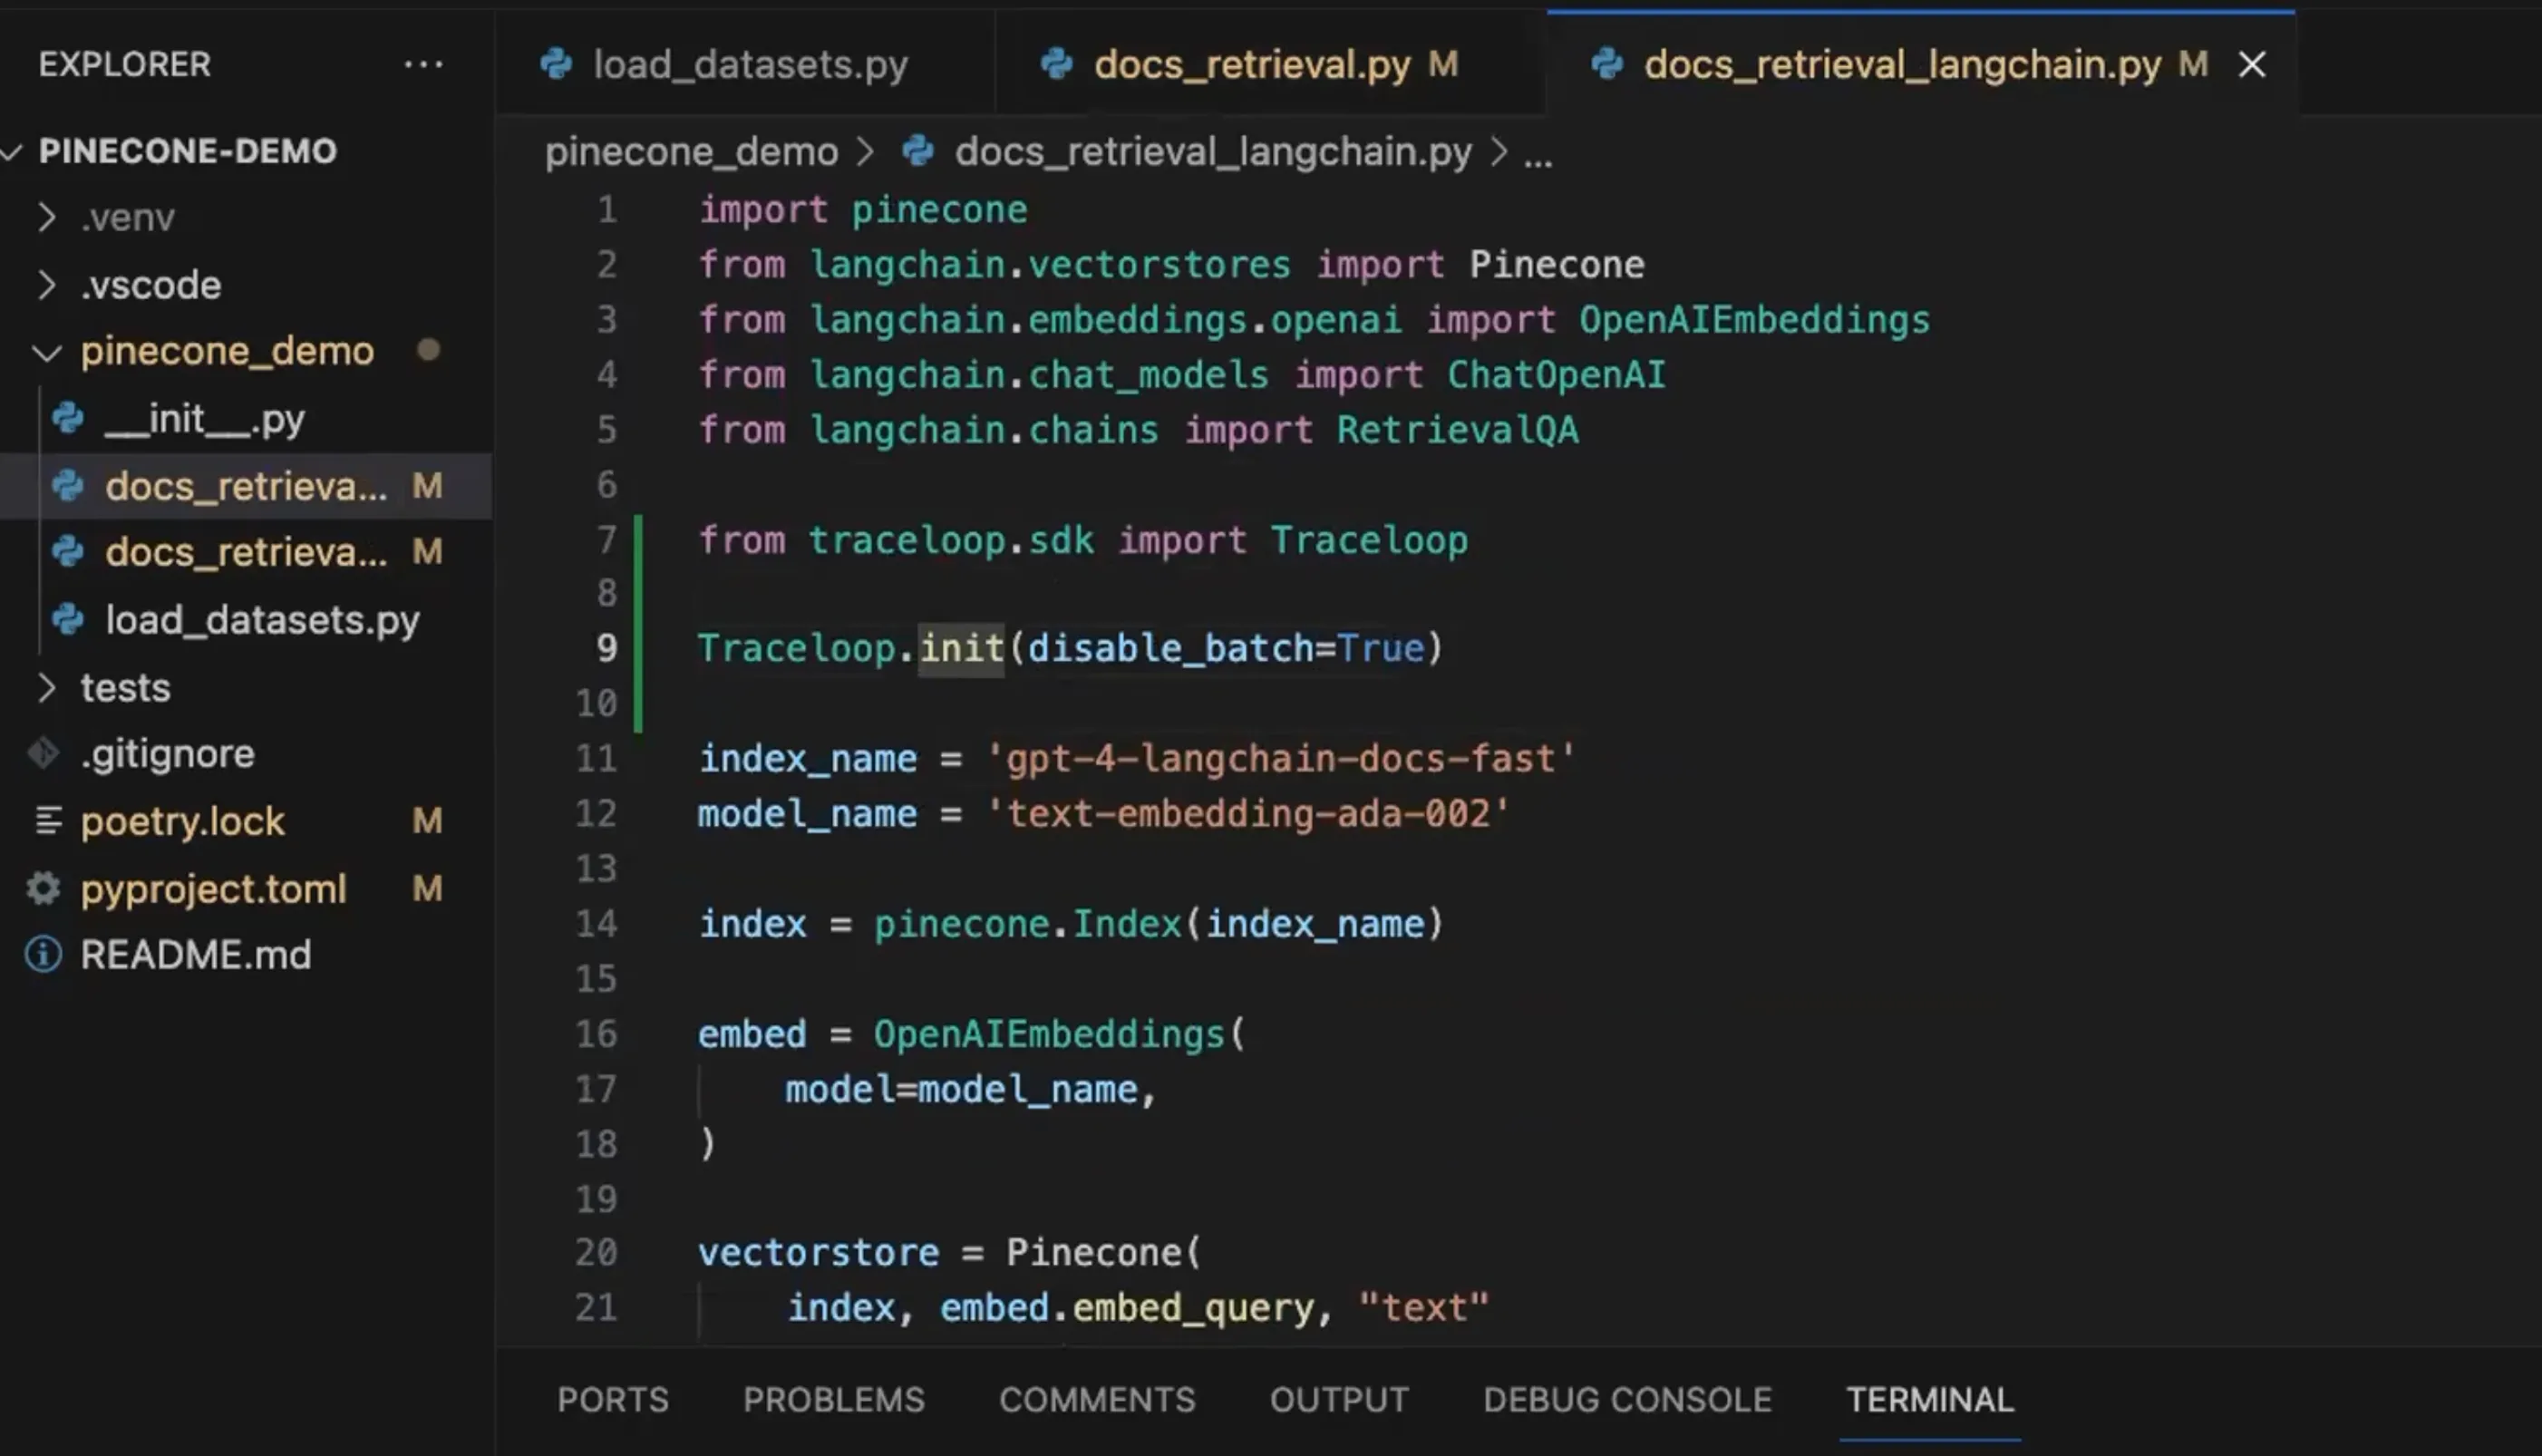 EXPLORER ...
load_datasets.py
docs_retrieval.py M
docs_retrieval_langchain.py M
PINECONE-DEMO
.venv
.vscode
pinecone_demo
__init__.py
docs_retrieva... M
docs_retrieva... M
load_datasets.py
tests
.gitignore
poetry.lock M
pyproject.toml M
README.md
pinecone_demo > docs_retrieval_langchain.py > ...
1 import pinecone
2 from langchain.vectorstores import Pinecone
3 from langchain.embeddings.openai import OpenAIEmbeddings
4 from langchain.chat_models import ChatOpenAI
5 from langchain.chains import RetrievalQA
6
7 from traceloop.sdk import Traceloop
8
9 Traceloop.init(disable_batch=True)
10
11 index_name = 'gpt-4-langchain-docs-fast'
12 model_name = 'text-embedding-ada-002'
13
14 index = pinecone.Index(index_name)
15
16 embed = OpenAIEmbeddings(
17     model=model_name,
18 )
19
20 vectorstore = Pinecone(
21     index, embed.embed_query, "text"
PORTS PROBLEMS COMMENTS OUTPUT DEBUG CONSOLE TERMINAL